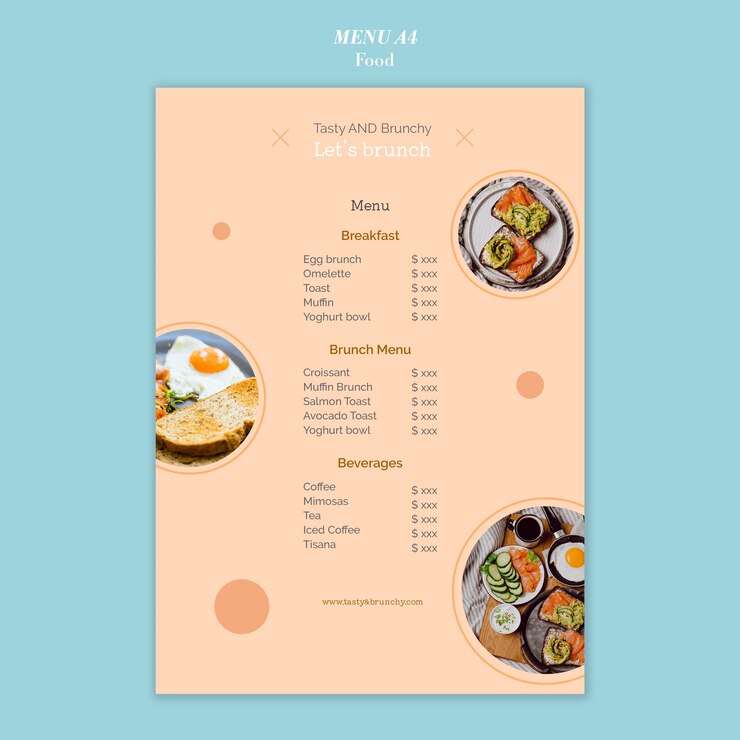 MENU A4
Food
Tasty AND Brunchy
Let's brunch
Menu
Breakfast
Egg brunch $ xxx
Omelette $ xxx
Toast $ xxx
Muffin $ xxx
Yoghurt bowl $ xxx
Brunch Menu
Croissant $ xxx
Muffin Brunch $ xxx
Salmon Toast $ xxx
Avocado Toast $ xxx
Yoghurt bowl $ xxx
Beverages
Coffee $ xxx
Mimosas $ xxx
Tea $ xxx
Iced Coffee $ xxx
Tisana $ xxx
www.tasty&brunchy.com